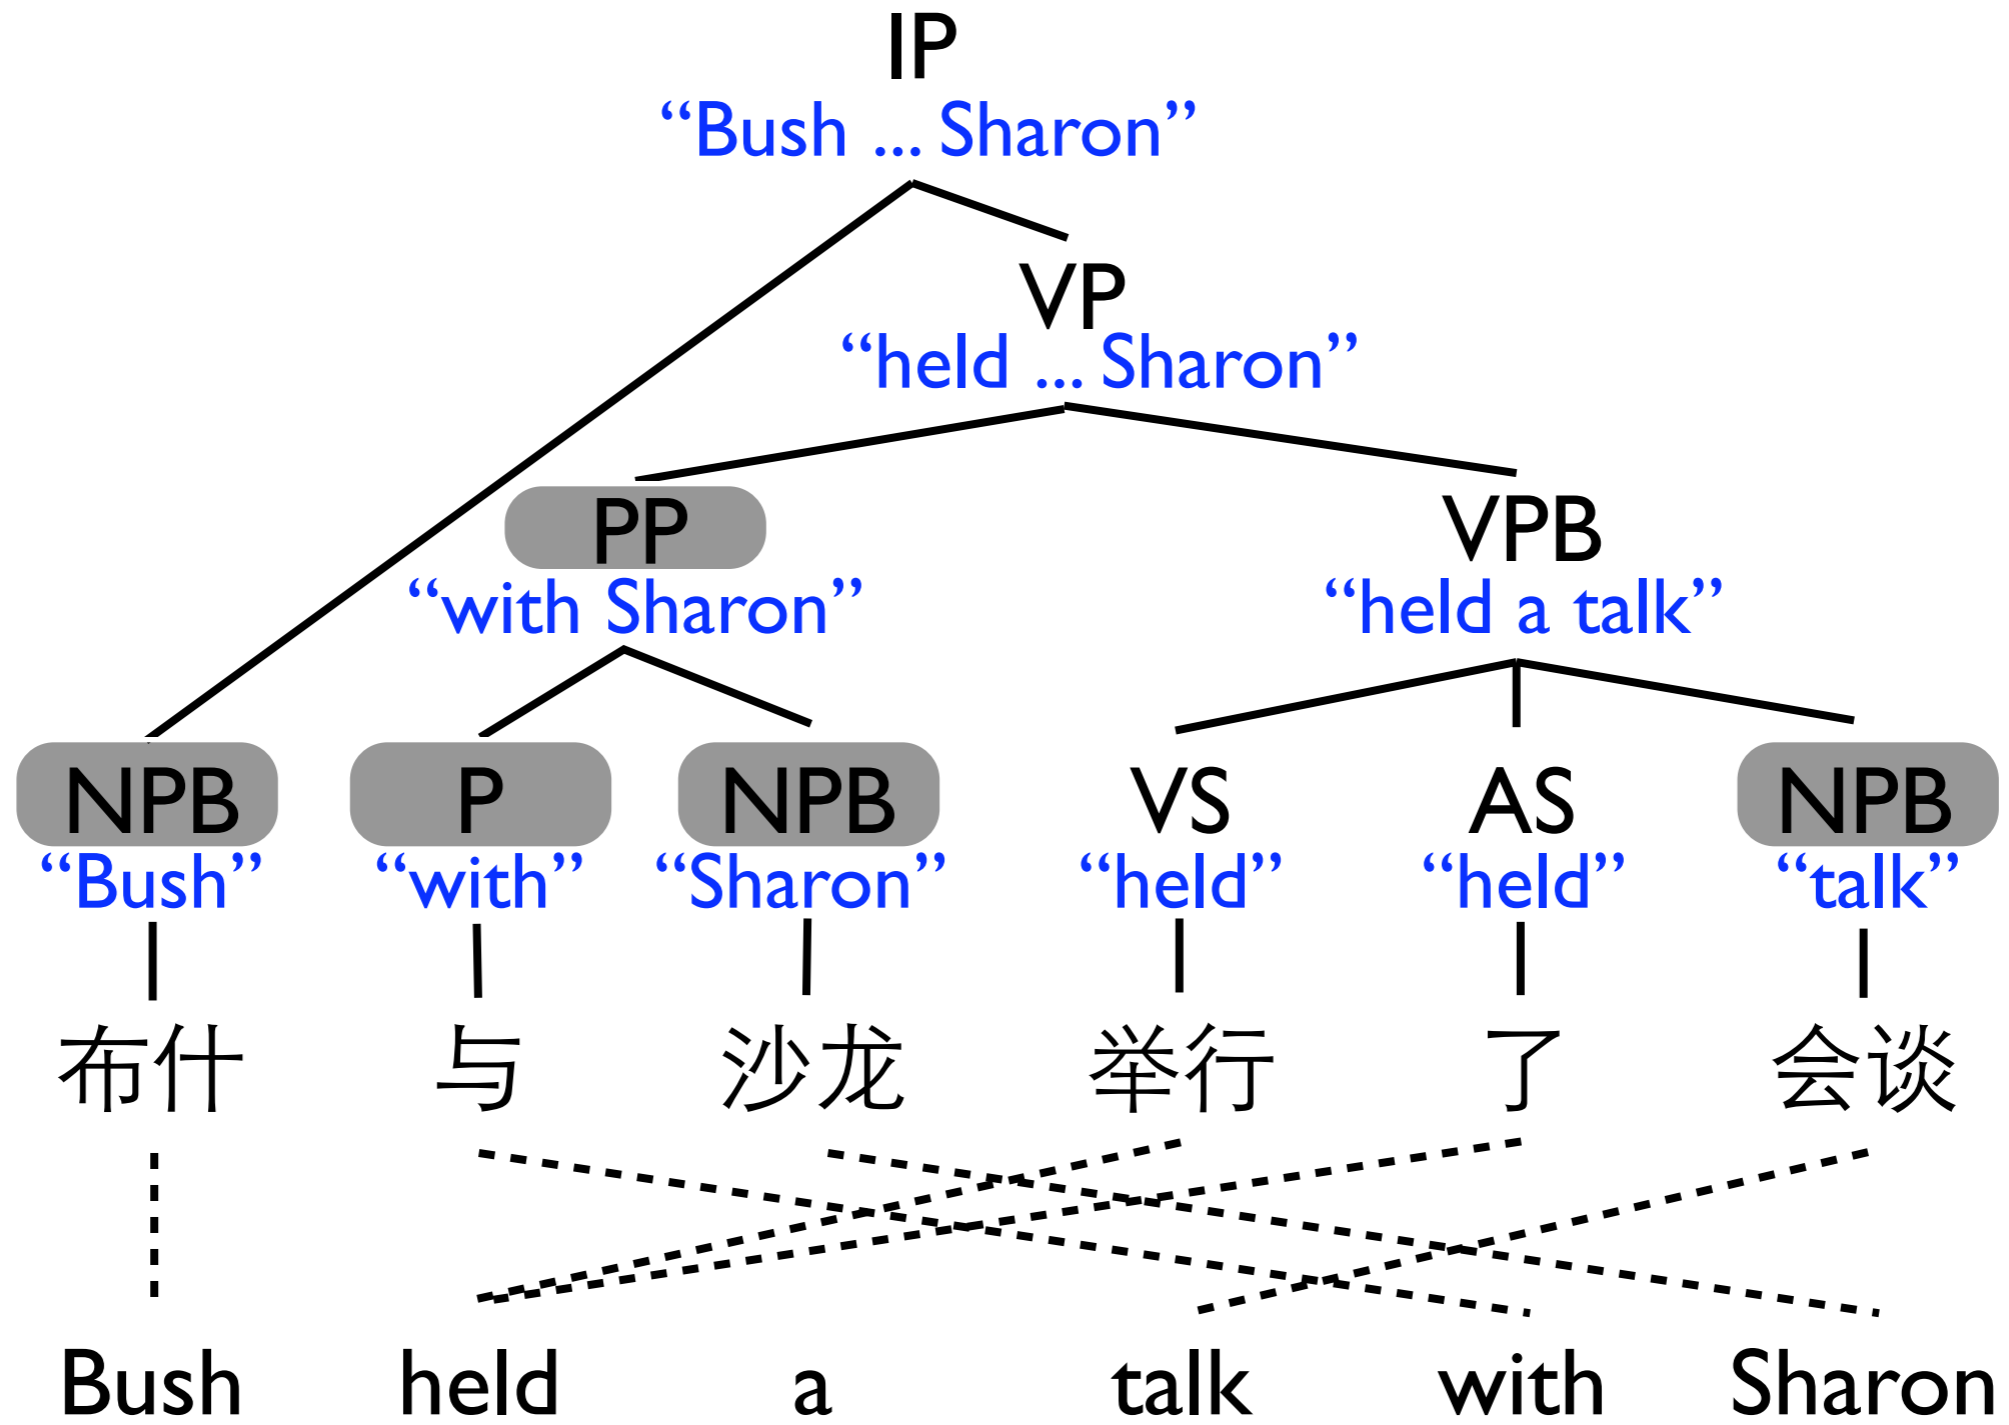 IP
“Bush ... Sharon”
VP
“held ... Sharon”
PP VPB
“with Sharon” “held a talk”
NPB P NPB VS AS NPB
“Bush” “with” “Sharon” “held” “held” “talk”
布什 与 沙龙 举行 了 会谈
Bush held a talk with Sharon